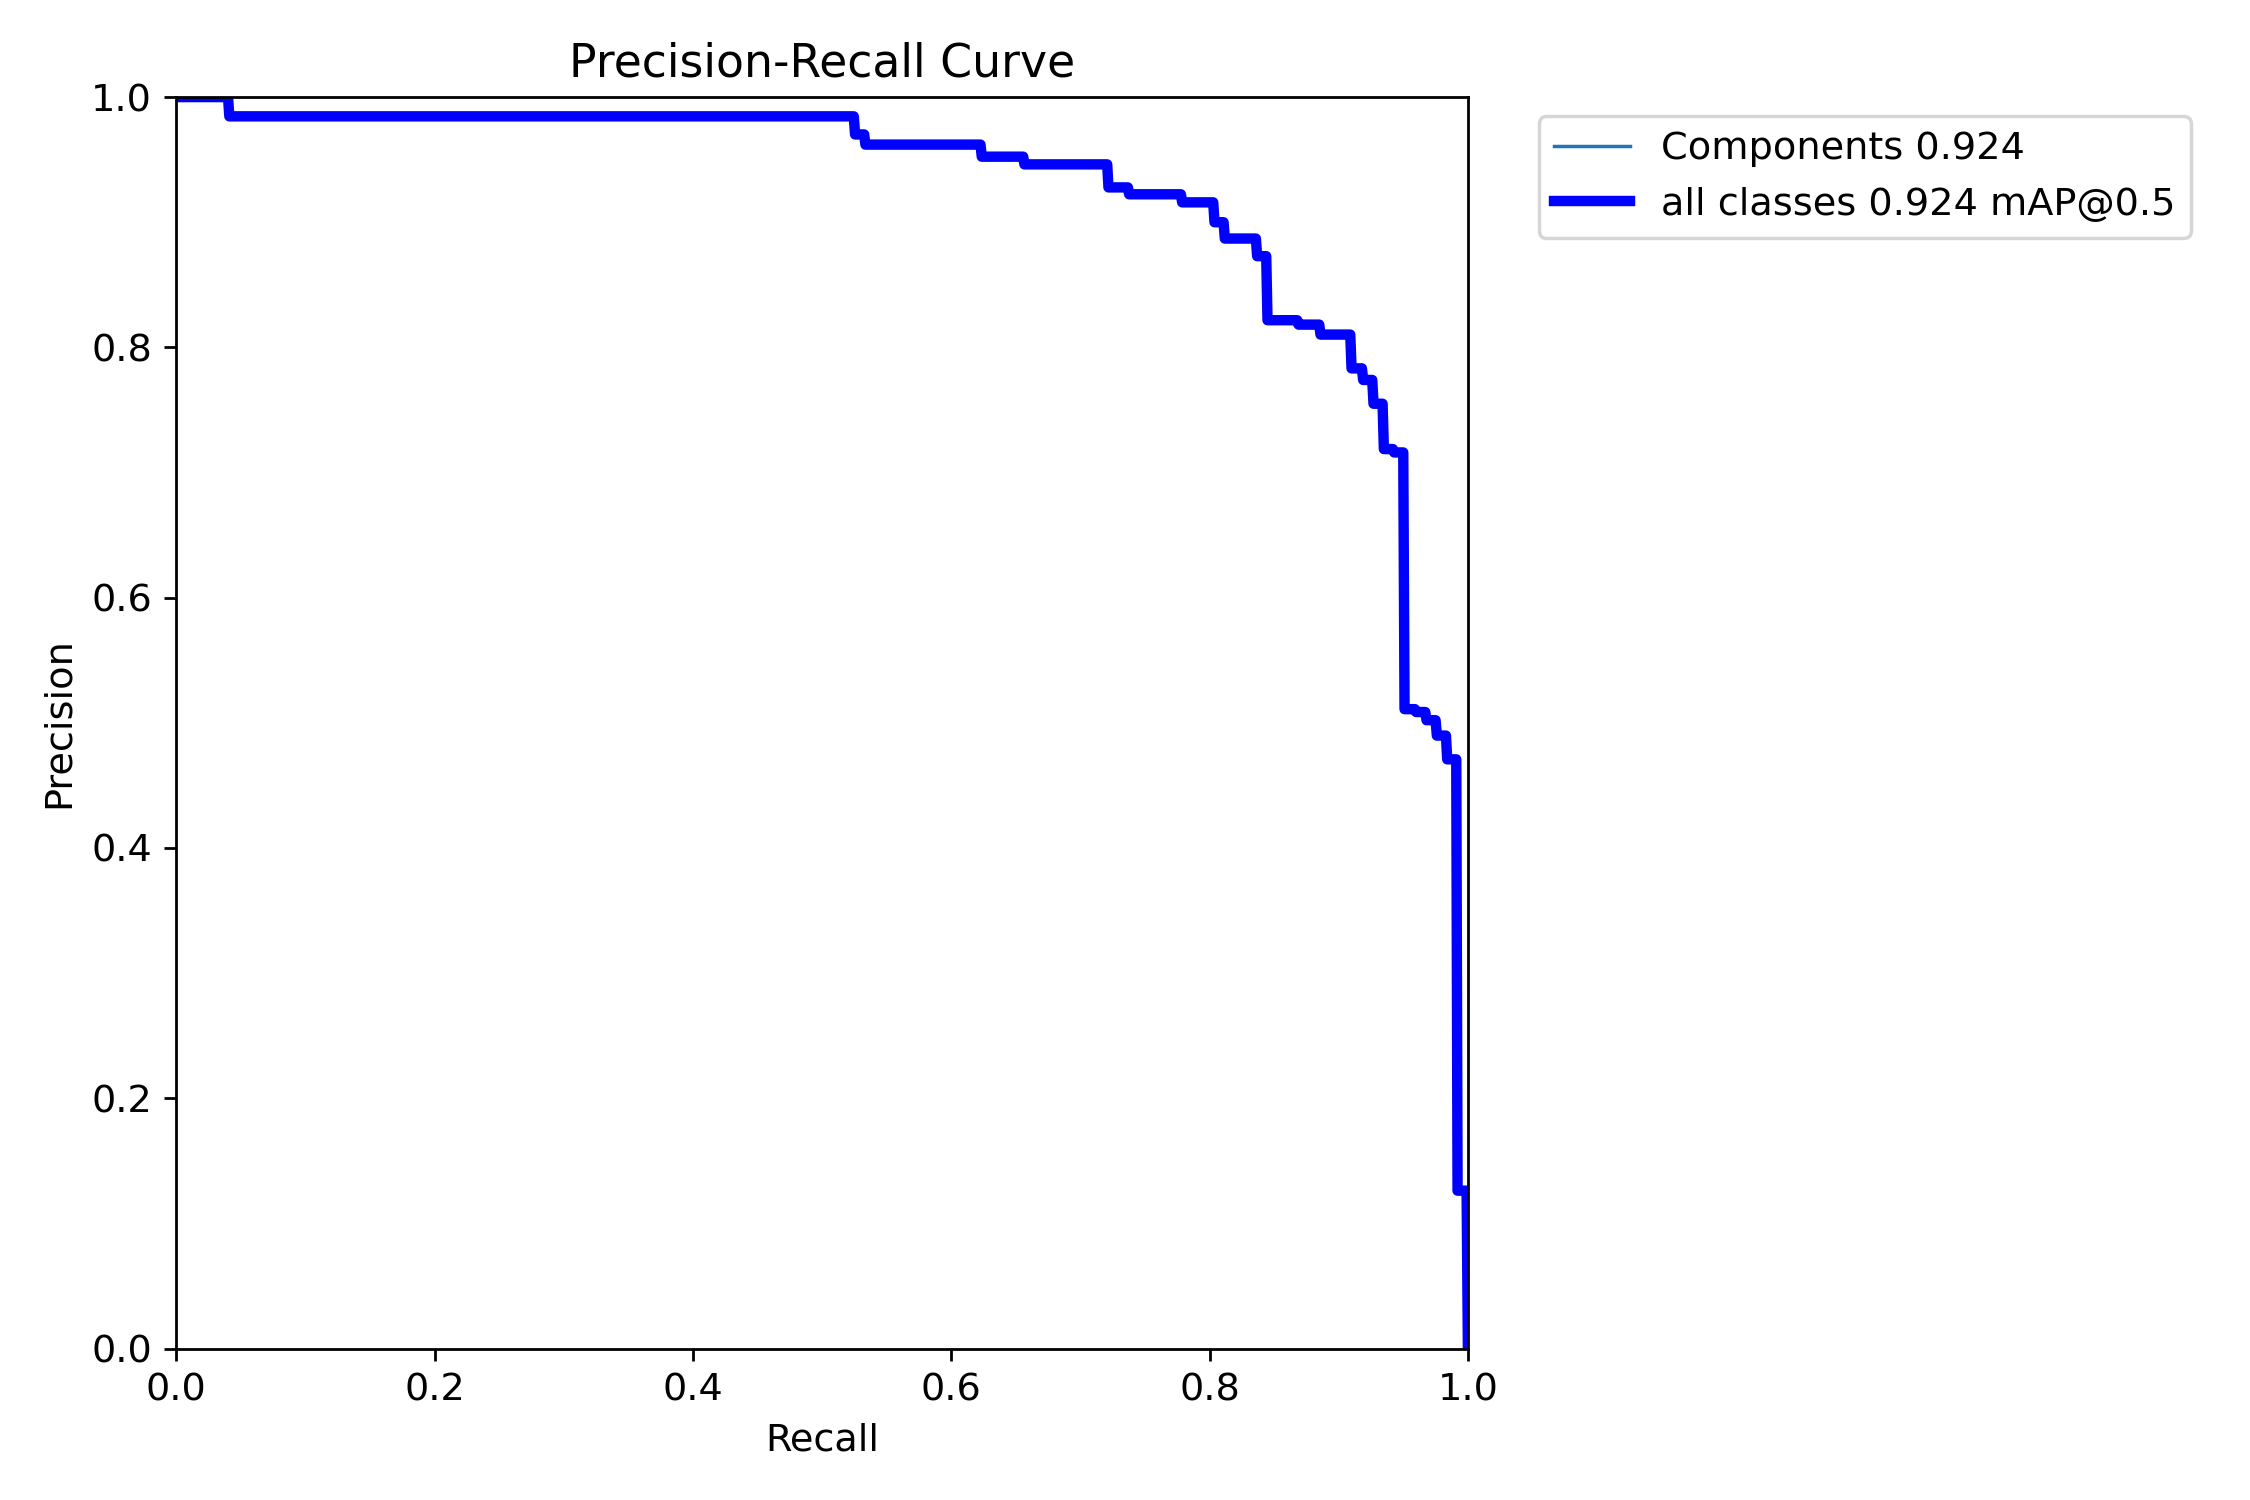 Precision-Recall Curve
1.0
0.8
0.6
0.4
0.2
0.0
Precision
0.0 0.2 0.4 0.6 0.8 1.0
Recall
Components 0.924
all classes 0.924 mAP@0.5